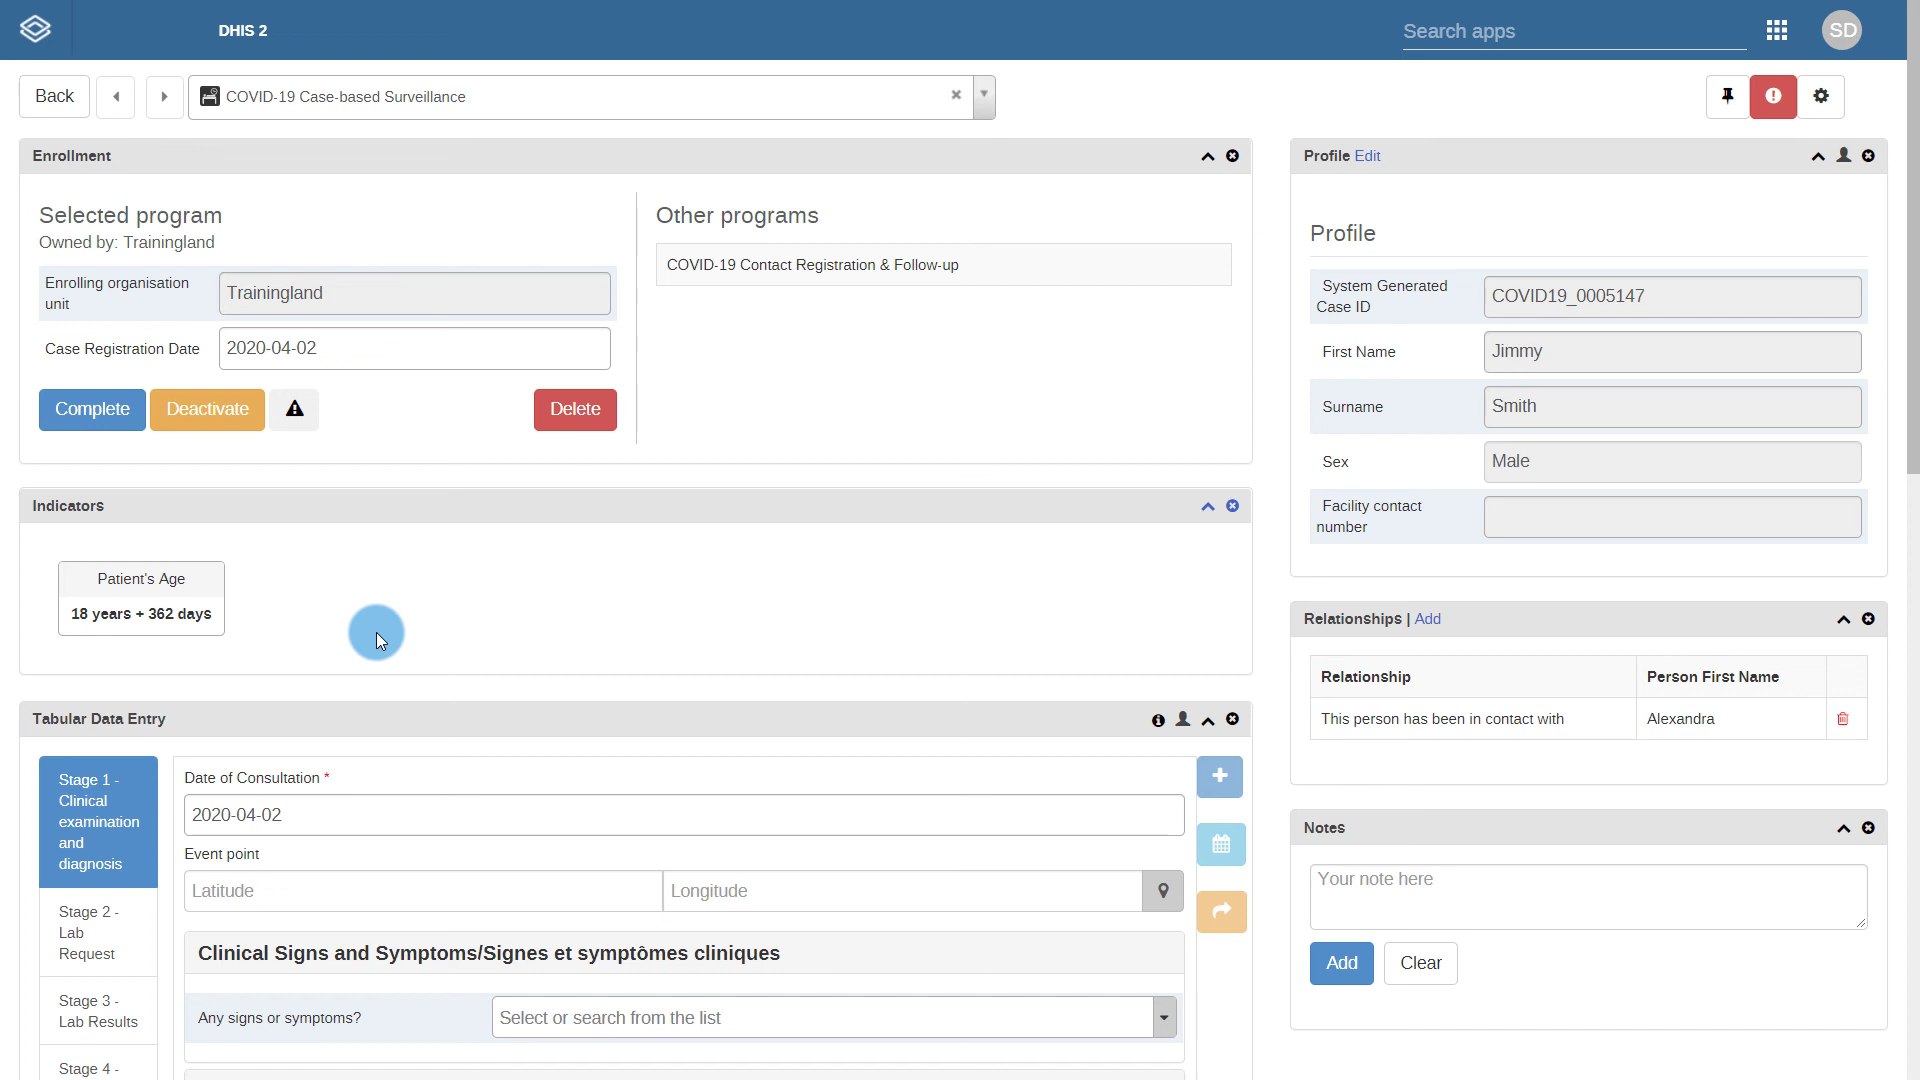 DHIS 2
Search apps
SD
Back
COVID-19 Case-based Surveillance
Enrollment
Selected program
Owned by: Trainingland
Enrolling organisation
unit
Trainingland
Case Registration Date
2020-04-02
Complete
Deactivate
Delete
Other programs
COVID-19 Contact Registration & Follow-up
Indicators
Patient's Age
18 years + 362 days
Tabular Data Entry
Stage 1 -
Clinical
examination
and
diagnosis
Stage 2 -
Lab
Request
Stage 3 -
Lab Results
Stage 4 -
Date of Consultation *
2020-04-02
Event point
Latitude
Longitude
Clinical Signs and Symptoms/Signes et symptômes cliniques
Any signs or symptoms?
Select or search from the list
Profile Edit
Profile
System Generated
Case ID
COVID19_0005147
First Name
Jimmy
Surname
Smith
Sex
Male
Facility contact
number
Relationships | Add
Relationship
Person First Name
This person has been in contact with
Alexandra
Notes
Your note here
Add
Clear